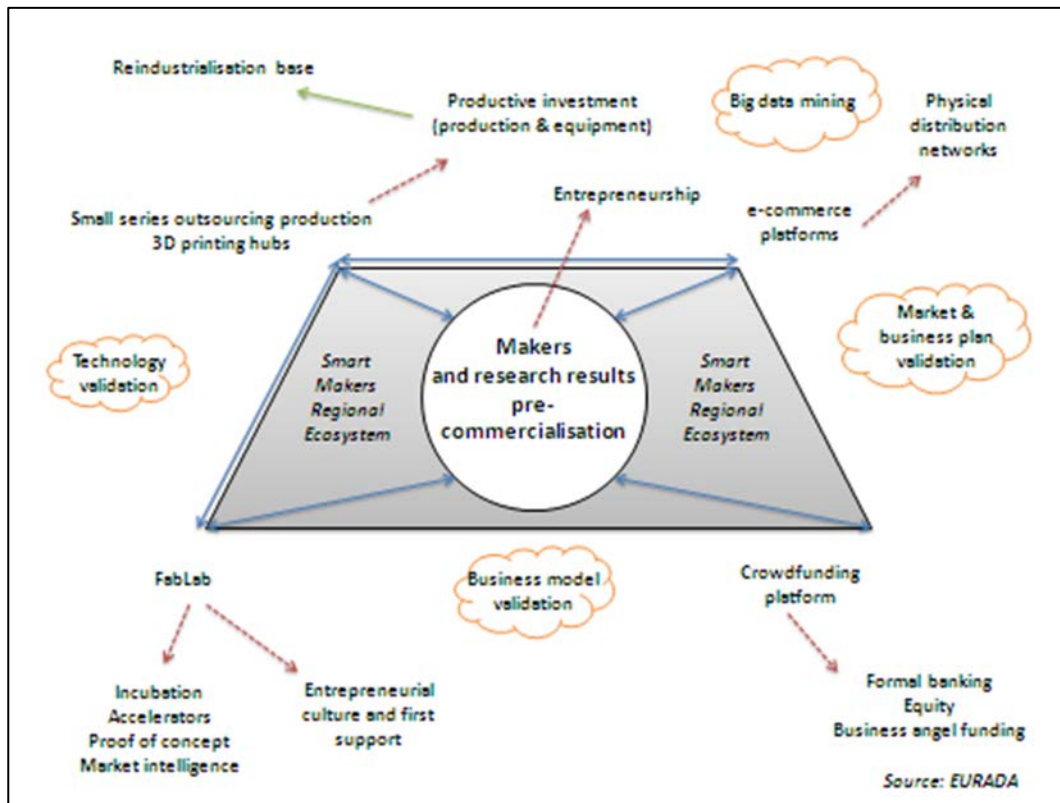 Reindustrialisation base
Productive investment
(production & equipment)
Big data mining
Physical
distribution
networks
Entrepreneurship
e-commerce
platforms
Small series outsourcing production
3D printing hubs
Technology
validation
Smart
Makers
Regional
Ecosystem
Makers
and research results
pre-
commercialisation
Smart
Makers
Regional
Ecosystem
Market &
business plan
validation
FabLab
Business model
validation
Crowdfunding
platform
Incubation
Accelerators
Proof of concept
Market intelligence
Entrepreneurial
culture and first
support
Formal banking
Equity
Business angel funding
Source: EURADA